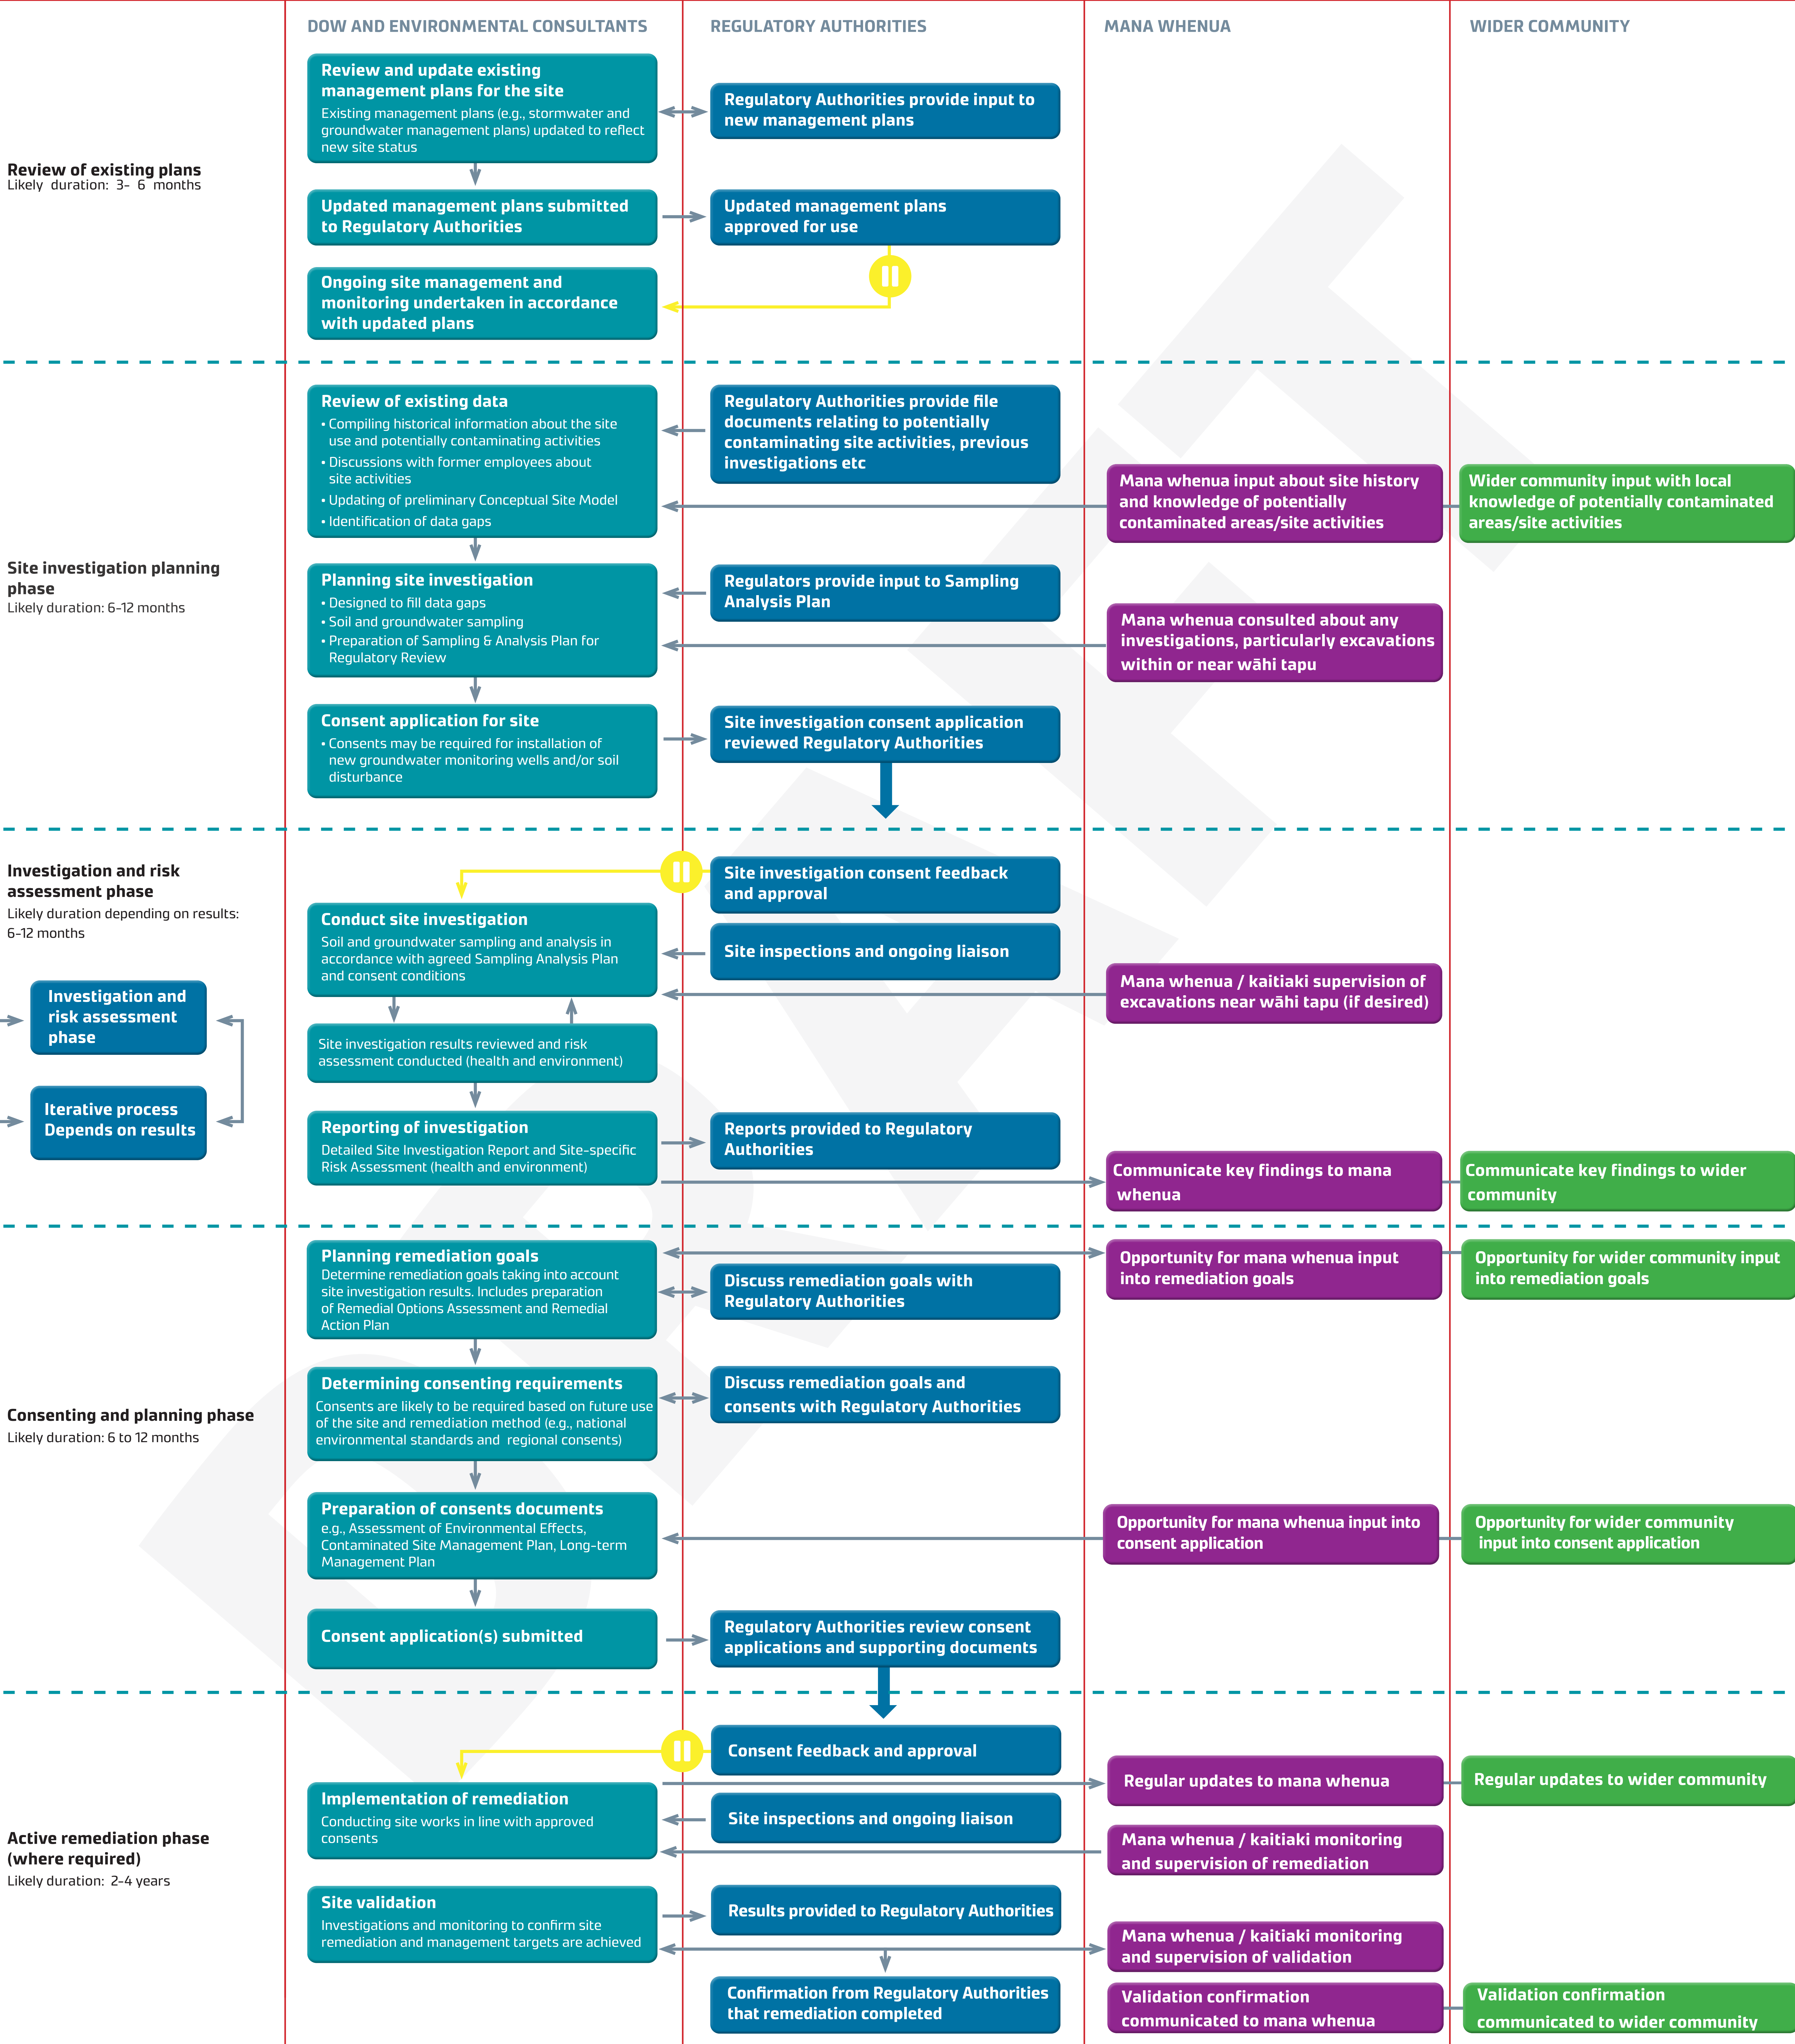 DOW AND ENVIRONMENTAL CONSULTANTS
REGULATORY AUTHORITIES
MANA WHENUA
WIDER COMMUNITY
DRAFT
Review of existing plans
Likely duration: 3- 6 months
Review and update existing
management plans for the site
Existing management plans (e.g., stormwater and
groundwater management plans) updated to reflect
new site status
Regulatory Authorities provide input to
new management plans
Updated management plans submitted
to Regulatory Authorities
Updated management plans
approved for use
Ongoing site management and
monitoring undertaken in accordance
with updated plans
Site investigation planning
phase
Likely duration: 6-12 months
Review of existing data
• Compiling historical information about the site
use and potentially contaminating activities
• Discussions with former employees about
site activities
• Updating of preliminary Conceptual Site Model
• Identification of data gaps
Regulatory Authorities provide file
documents relating to potentially
contaminating site activities, previous
investigations etc
Mana whenua input about site history
and knowledge of potentially
contaminated areas/site activities
Wider community input with local
knowledge of potentially contaminated
areas/site activities
Planning site investigation
• Designed to fill data gaps
• Soil and groundwater sampling
• Preparation of Sampling & Analysis Plan for
Regulatory Review
Regulators provide input to Sampling
Analysis Plan
Mana whenua consulted about any
investigations, particularly excavations
within or near wāhi tapu
Consent application for site
• Consents may be required for installation of
new groundwater monitoring wells and/or soil
disturbance
Site investigation consent application
reviewed Regulatory Authorities
Investigation and risk
assessment phase
Likely duration depending on results:
6-12 months
Investigation and
risk assessment
phase
Iterative process
Depends on results
Site investigation consent feedback
and approval
Conduct site investigation
Soil and groundwater sampling and analysis in
accordance with agreed Sampling Analysis Plan
and consent conditions
Site inspections and ongoing liaison
Mana whenua / kaitiaki supervision of
excavations near wāhi tapu (if desired)
Site investigation results reviewed and risk
assessment conducted (health and environment)
Reporting of investigation
Detailed Site Investigation Report and Site-specific
Risk Assessment (health and environment)
Reports provided to Regulatory
Authorities
Communicate key findings to mana
whenua
Communicate key findings to wider
community
Consenting and planning phase
Likely duration: 6 to 12 months
Planning remediation goals
Determine remediation goals taking into account
site investigation results. Includes preparation
of Remedial Options Assessment and Remedial
Action Plan
Discuss remediation goals with
Regulatory Authorities
Opportunity for mana whenua input
into remediation goals
Opportunity for wider community input
into remediation goals
Determining consenting requirements
Consents are likely to be required based on future use
of the site and remediation method (e.g., national
environmental standards and regional consents)
Discuss remediation goals and
consents with Regulatory Authorities
Preparation of consents documents
e.g., Assessment of Environmental Effects,
Contaminated Site Management Plan, Long-term
Management Plan
Opportunity for mana whenua input into
consent application
Opportunity for wider community
input into consent application
Consent application(s) submitted
Regulatory Authorities review consent
applications and supporting documents
Active remediation phase
(where required)
Likely duration: 2-4 years
Consent feedback and approval
Implementation of remediation
Conducting site works in line with approved
consents
Regular updates to mana whenua
Regular updates to wider community
Site inspections and ongoing liaison
Mana whenua / kaitiaki monitoring
and supervision of remediation
Site validation
Investigations and monitoring to confirm site
remediation and management targets are achieved
Results provided to Regulatory Authorities
Mana whenua / kaitiaki monitoring
and supervision of validation
Confirmation from Regulatory Authorities
that remediation completed
Validation confirmation
communicated to mana whenua
Validation confirmation
communicated to wider community